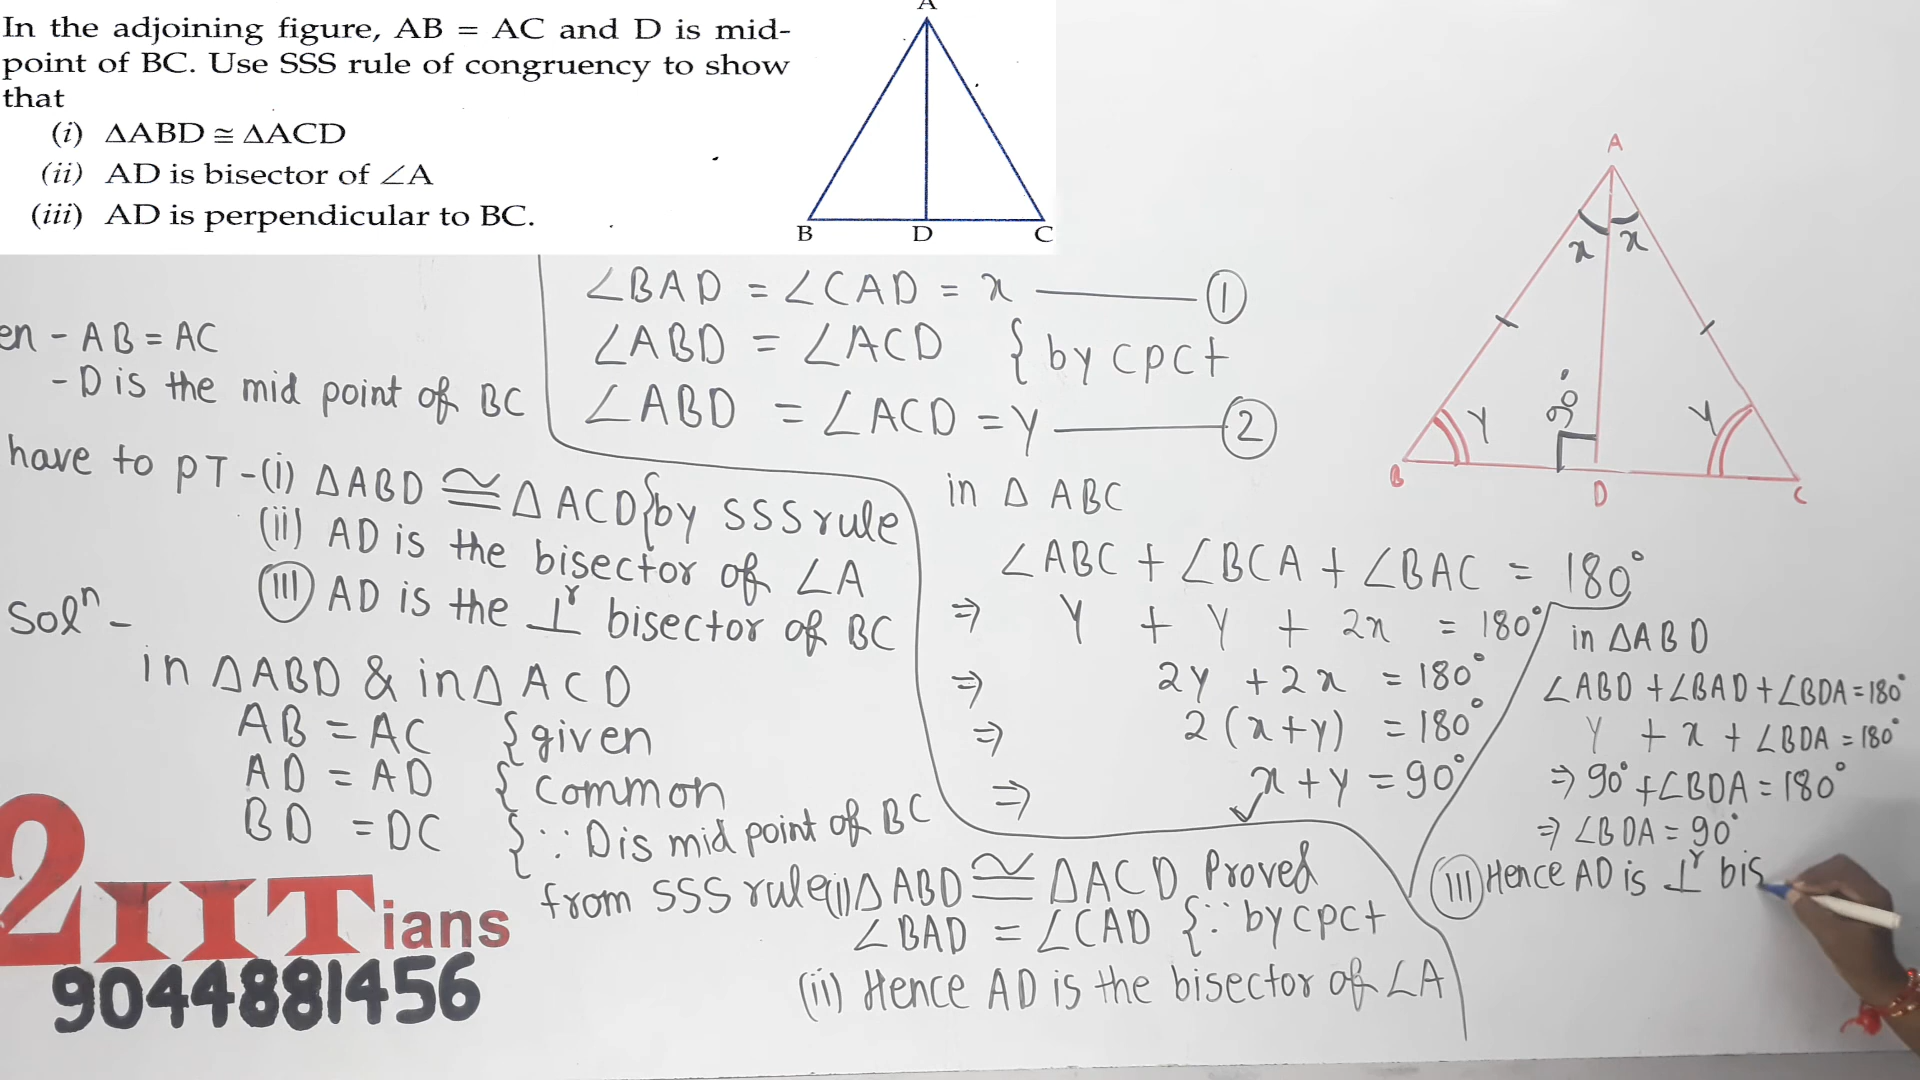 In the adjoining figure, AB = AC and D is mid-
point of BC. Use SSS rule of congruency to show
that
(i) ΔABD ≅ ΔACD
(ii) AD is bisector of ∠A
(iii) AD is perpendicular to BC.
A
B D C
en - AB = AC
- D is the mid point of BC
have to PT - (i) ΔABD ≅ ΔACD {by SSS rule
(ii) AD is the bisector of ∠A
(III) AD is the ⊥ʳ bisector of BC
Solⁿ -
in ΔABD & in Δ ACD
AB = AC {given
AD = AD {common
BD = DC {∵ D is mid point of BC
from SSS rule (i) ΔABD ≅ ΔACD Proved
∠BAD = ∠CAD {∵ by cpct
(ii) Hence AD is the bisector of ∠A
∠BAD = ∠CAD = x ——— ①
∠ABD = ∠ACD {by cpct
∠ABD = ∠ACD = y ——— ②
in Δ ABC
∠ABC + ∠BCA + ∠BAC = 180°
⇒ y + y + 2x = 180°
⇒ 2y + 2x = 180°
⇒ 2(x+y) = 180°
⇒ x + y = 90°
in ΔABD
∠ABD + ∠BAD + ∠BDA = 180°
y + x + ∠BDA = 180°
⇒ 90° + ∠BDA = 180°
⇒ ∠BDA = 90°
(III) Hence AD is ⊥ʳ bis
A
x x
y 90° y
B D C
2IITians
9044881456